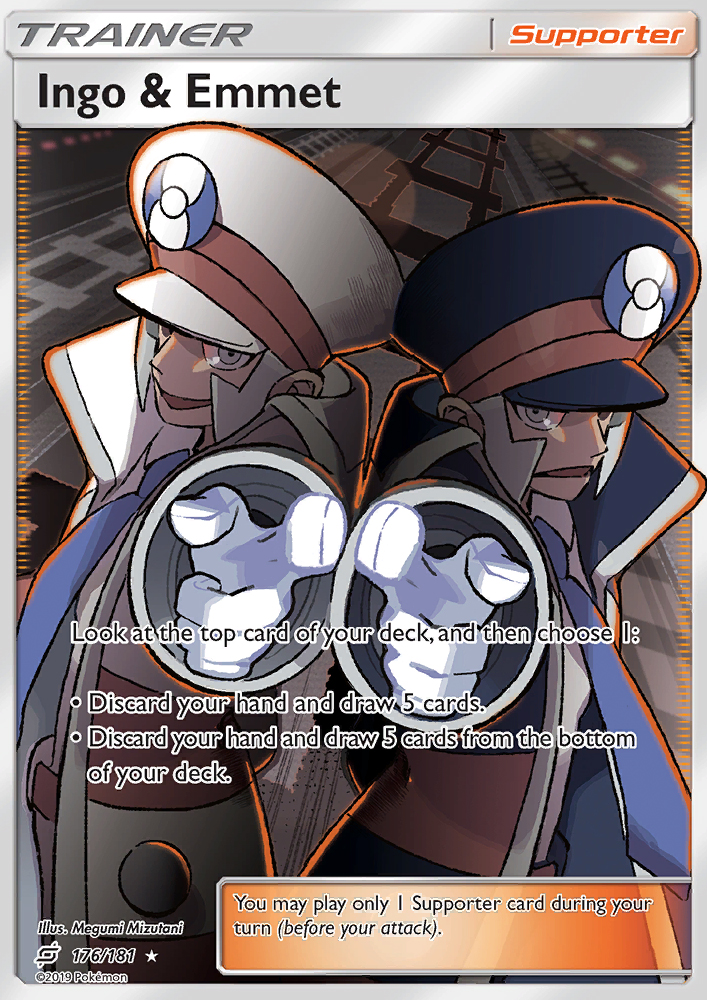 TRAINER
Supporter
Ingo & Emmet
Look at the top card of your deck, and then choose 1:
• Discard your hand and draw 5 cards.
• Discard your hand and draw 5 cards from the bottom
of your deck.
Illus. Megumi Mizutani
You may play only 1 Supporter card during your
turn (before your attack).
176/181 ★
©2019 Pokémon